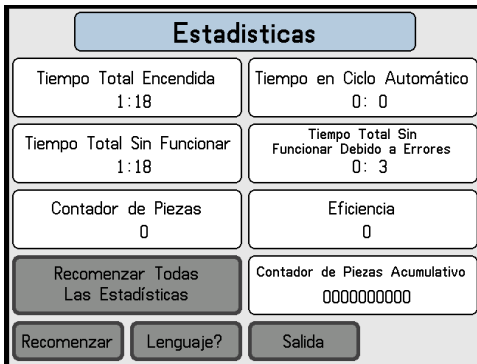 Estadisticas
Tiempo Total Encendida
1:18
Tiempo en Ciclo Automático
0: 0
Tiempo Total Sin Funcionar
1:18
Tiempo Total Sin
Funcionar Debido a Errores
0: 3
Contador de Piezas
0
Eficiencia
0
Recomenzar Todas
Las Estadísticas
Contador de Piezas Acumulativo
0000000000
Recomenzar
Lenguaje?
Salida